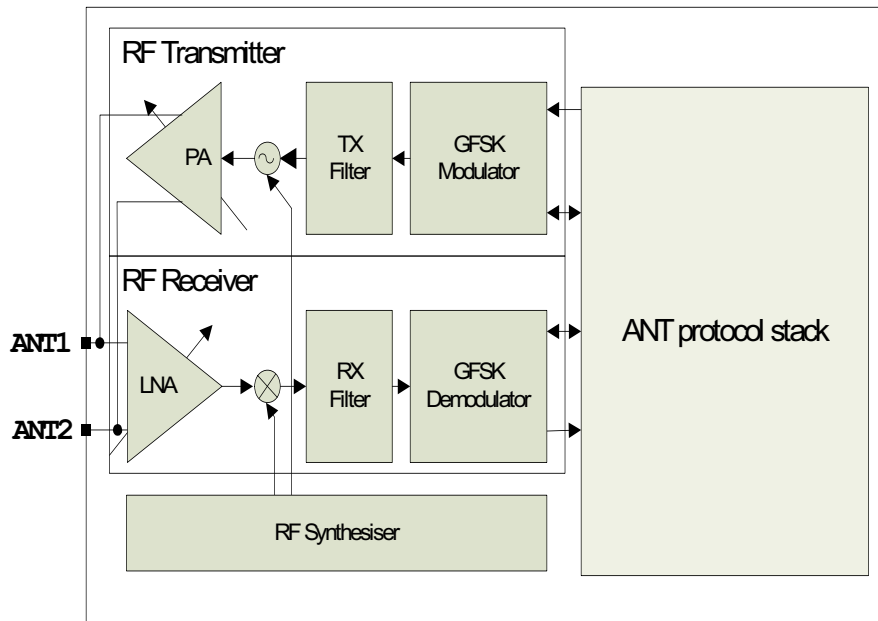 RF Transmitter
PA
TX
Filter
GFSK
Modulator
RF Receiver
ANT1
ANT2
LNA
RX
Filter
GFSK
Demodulator
ANT protocol stack
RF Synthesiser